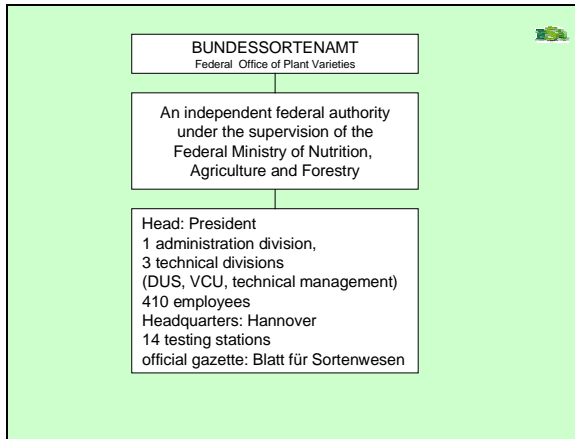 BUNDESSORTENAMT
Federal Office of Plant Varieties
An independent federal authority
under the supervision of the
Federal Ministry of Nutrition,
Agriculture and Forestry
Head: President
1 administration division,
3 technical divisions
(DUS, VCU, technical management)
410 employees
Headquarters: Hannover
14 testing stations
official gazette: Blatt für Sortenwesen